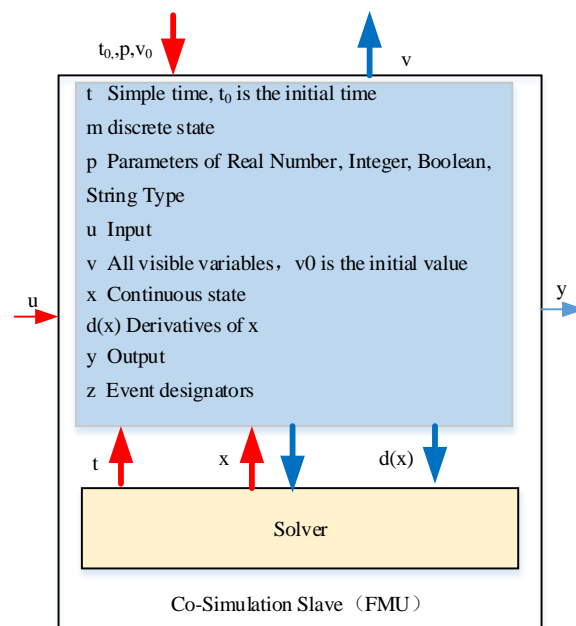 t0,,p,v0
v
t Simple time, t0 is the initial time
m discrete state
p Parameters of Real Number, Integer, Boolean,
String Type
u Input
v All visible variables，v0 is the initial value
x Continuous state
d(x) Derivatives of x
y Output
z Event designators
u
y
t
x
d(x)
Solver
Co-Simulation Slave（FMU）